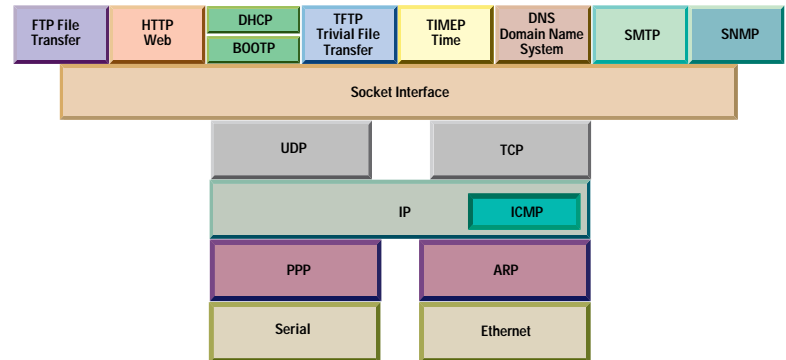 FTP File
Transfer
HTTP
Web
DHCP
BOOTP
TFTP
Trivial File
Transfer
TIMEP
Time
DNS
Domain Name
System
SMTP
SNMP
Socket Interface
UDP
TCP
IP
ICMP
PPP
ARP
Serial
Ethernet